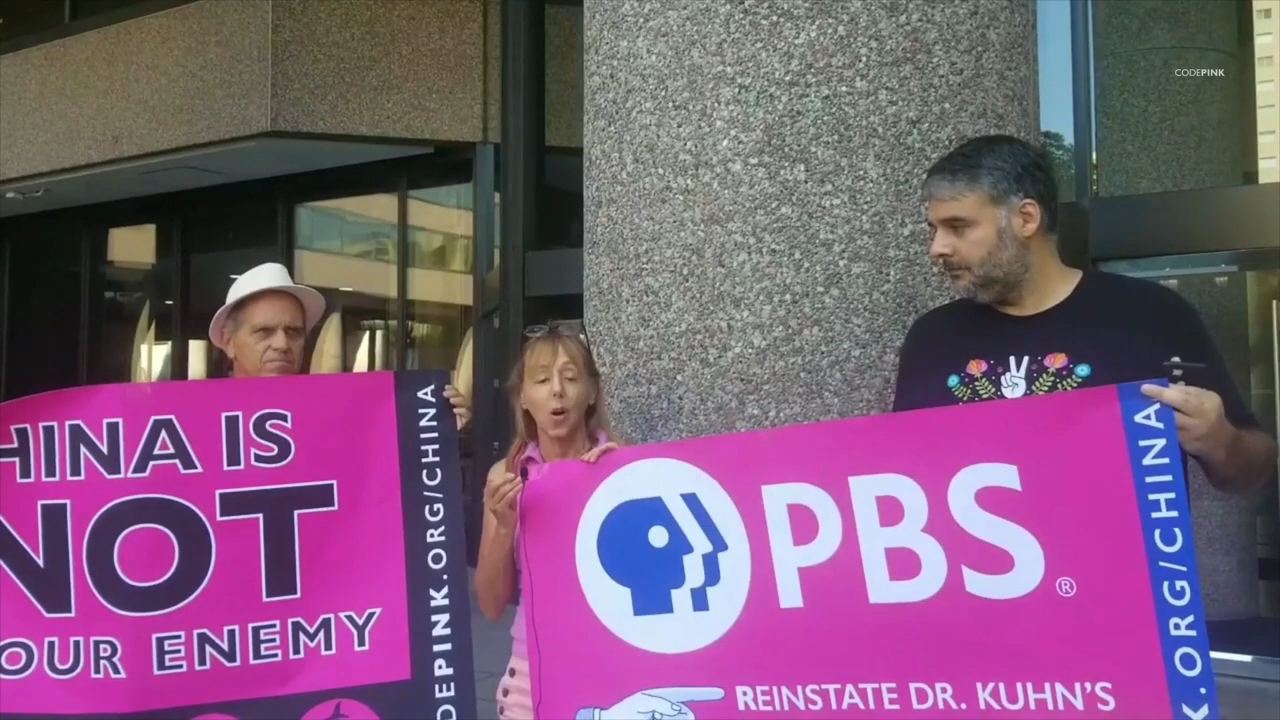 CODEPINK
HINA IS
NOT
OUR ENEMY
DEPINK.ORG/CHINA
PBS®
REINSTATE DR. KUHN'S
K.ORG/CHINA